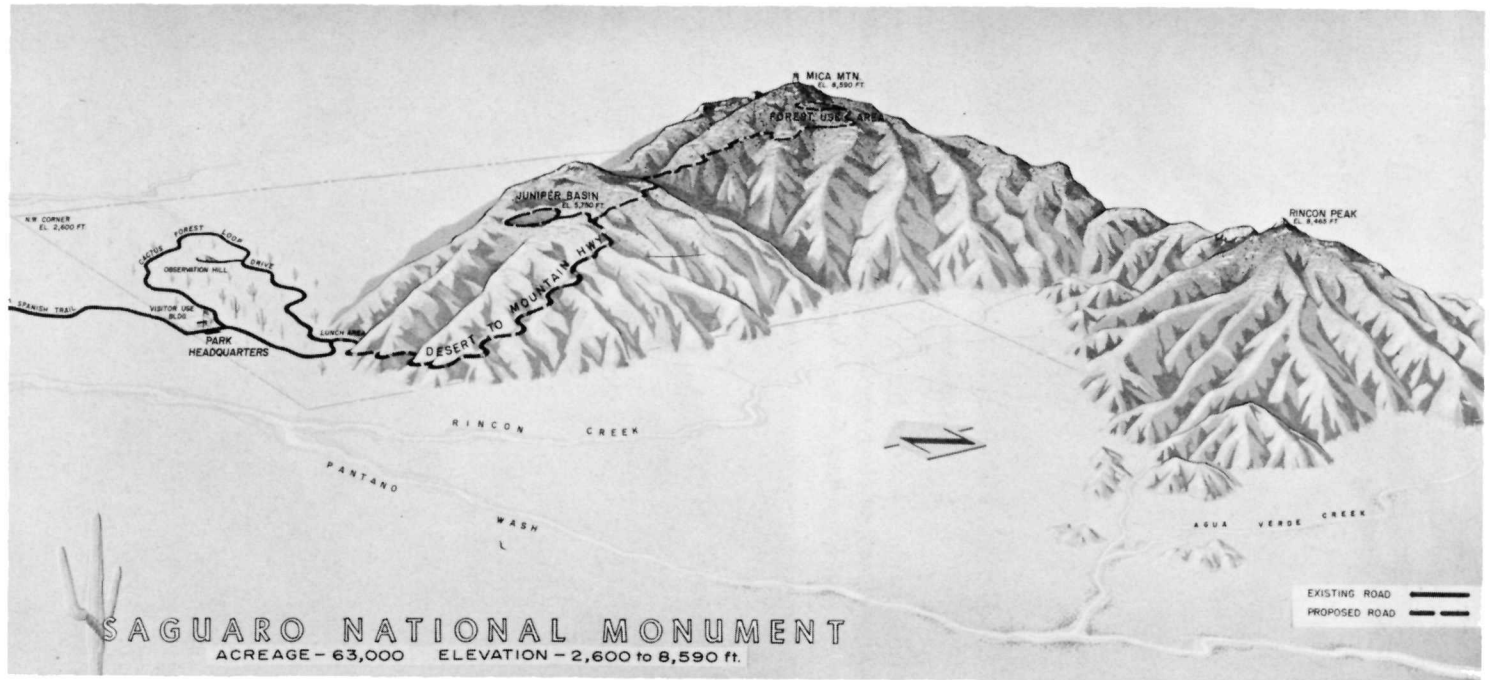 MICA MTN.
EL. 8,590 FT.
FOREST USE AREA
JUNIPER BASIN
EL. 5,750 FT.
RINCON PEAK
EL. 8,465 FT.
N.W. CORNER
EL. 2,600 FT.
CACTUS FOREST LOOP DRIVE
OBSERVATION HILL
SPANISH TRAIL
VISITOR USE
BLDG.
PARK
HEADQUARTERS
LUNCH AREA
DESERT TO MOUNTAIN HWY.
RINCON CREEK
PANTANO WASH
AGUA VERDE CREEK
EXISTING ROAD
PROPOSED ROAD
SAGUARO NATIONAL MONUMENT
ACREAGE - 63,000 ELEVATION - 2,600 to 8,590 ft.